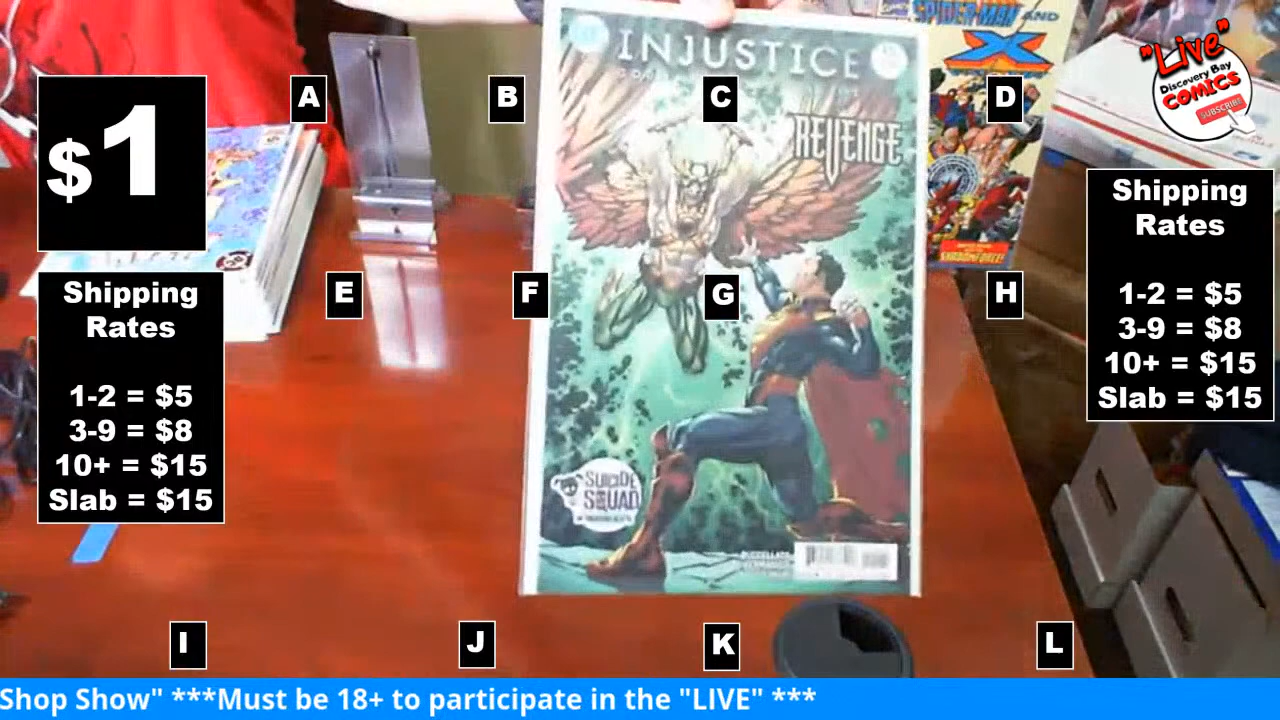 $1
Shipping
Rates
1-2 = $5
3-9 = $8
10+ = $15
Slab = $15
A
B
C
D
E
F
G
H
I
J
K
L
INJUSTICE
REVENGE
SUICIDE
SQUAD
BUCCELLATO
SPIDER-MAN AND
X
SHADOWFORCE!
"Live"
Discovery Bay
COMICS
SUBSCRIBE
Shipping
Rates
1-2 = $5
3-9 = $8
10+ = $15
Slab = $15
Shop Show" ***Must be 18+ to participate in the "LIVE" ***